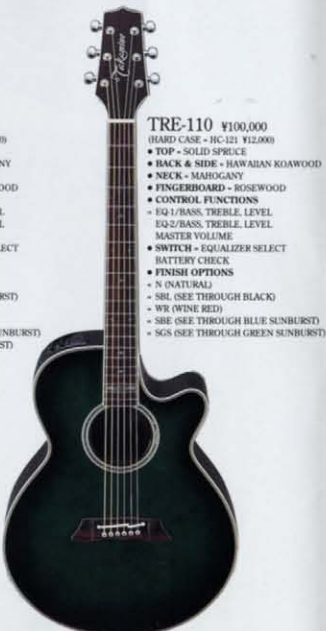 Takamine
TRE-110 ¥100,000
(HARD CASE = HC-121 ¥12,000)
• TOP = SOLID SPRUCE
• BACK & SIDE = HAWAIIAN KOAWOOD
• NECK = MAHOGANY
• FINGERBOARD = ROSEWOOD
• CONTROL FUNCTIONS
= EQ-1/BASS, TREBLE, LEVEL
EQ-2/BASS, TREBLE, LEVEL
MASTER VOLUME
• SWITCH = EQUALIZER SELECT
BATTERY CHECK
• FINISH OPTIONS
= N (NATURAL)
= SBL (SEE THROUGH BLACK)
= WR (WINE RED)
= SBE (SEE THROUGH BLUE SUNBURST)
= SGS (SEE THROUGH GREEN SUNBURST)